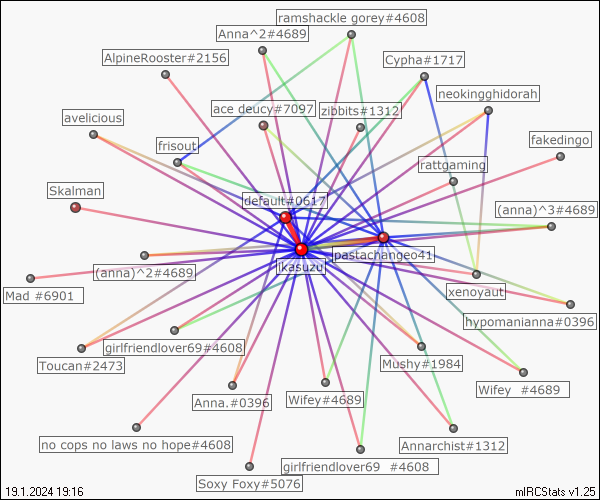 ramshackle gorey#4608
Anna^2#4689
AlpineRooster#2156
Cypha#1717
neokingghidorah
ace deucy#7097
zibbits#1312
avelicious
frisout
fakedingo
rattgaming
Skalman
default#0617
(anna)^3#4689
pastachangeo41
ikasuzu
(anna)^2#4689
Mad #6901
xenoyaut
hypomanianna#0396
girlfriendlover69#4608
Toucan#2473
Mushy#1984
Wifey #4689
Anna.#0396
Wifey#4689
no cops no laws no hope#4608
Annarchist#1312
girlfriendlover69 #4608
Soxy Foxy#5076
19.1.2024 19:16
mIRCStats v1.25